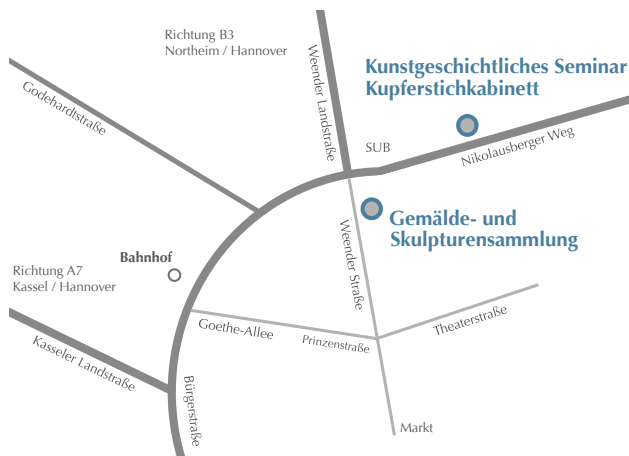 Richtung B3
Northeim / Hannover
Weender Landstraße
Kunstgeschichtliches Seminar
Kupferstichkabinett
Godehardtstraße
SUB
Nikolausberger Weg
Gemälde- und
Skulpturensammlung
Weender Straße
Bahnhof
Richtung A7
Kassel / Hannover
Goethe-Allee
Prinzenstraße
Theaterstraße
Kasseler Landstraße
Bürgerstraße
Markt